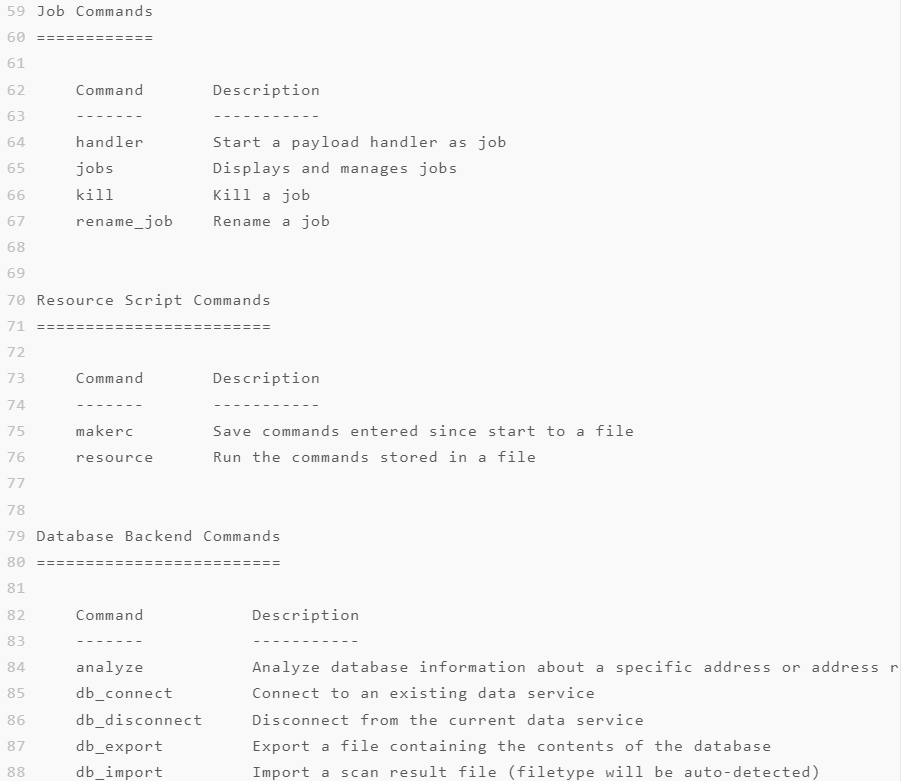 59 Job Commands
60 ============
61
62     Command       Description
63     -------       -----------
64     handler       Start a payload handler as job
65     jobs          Displays and manages jobs
66     kill          Kill a job
67     rename_job    Rename a job
68
69
70 Resource Script Commands
71 ========================
72
73     Command       Description
74     -------       -----------
75     makerc        Save commands entered since start to a file
76     resource      Run the commands stored in a file
77
78
79 Database Backend Commands
80 =========================
81
82     Command           Description
83     -------           -----------
84     analyze           Analyze database information about a specific address or address r
85     db_connect        Connect to an existing data service
86     db_disconnect     Disconnect from the current data service
87     db_export         Export a file containing the contents of the database
88     db_import         Import a scan result file (filetype will be auto-detected)